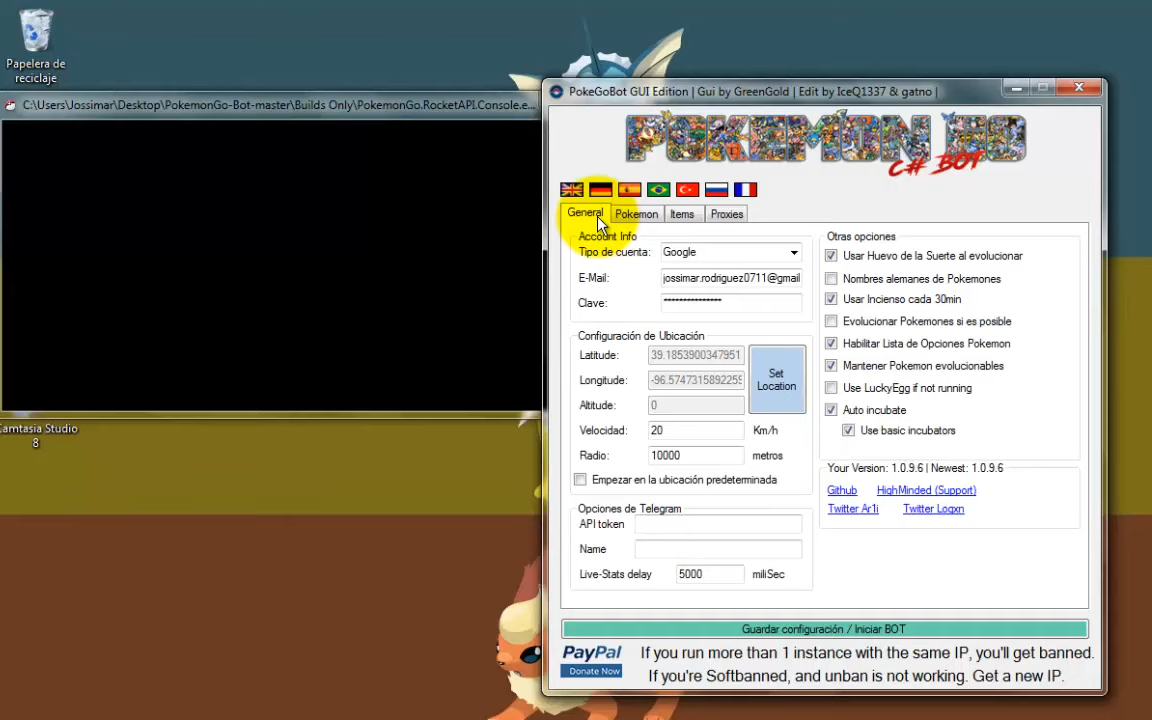 Papelera de
reciclaje
C:\Users\Jossimar\Desktop\PokemonGo-Bot-master\Builds Only\PokemonGo.RocketAPI.Console.e...
Camtasia Studio
8
PokeGoBot GUI Edition | Gui by GreenGold | Edit by IceQ1337 & gatno |
POKEMON GO
C# BOT
General Pokemon Items Proxies
Account Info
Tipo de cuenta: Google
E-Mail: jossimar.rodriguez0711@gmail
Clave: ***************
Configuración de Ubicación
Latitude: 39.1853900347951
Longitude: -96.5747315892259
Set
Location
Altitude: 0
Velocidad: 20 Km/h
Radio: 10000 metros
Empezar en la ubicación predeterminada
Opciones de Telegram
API token
Name
Live-Stats delay 5000 miliSec
Otras opciones
Usar Huevo de la Suerte al evolucionar
Nombres alemanes de Pokemones
Usar Incienso cada 30min
Evolucionar Pokemones si es posible
Habilitar Lista de Opciones Pokemon
Mantener Pokemon evolucionables
Use LuckyEgg if not running
Auto incubate
Use basic incubators
Your Version: 1.0.9.6 | Newest: 1.0.9.6
Github HighMinded (Support)
Twitter Ar1i Twitter Logxn
Guardar configuración / Iniciar BOT
PayPal
Donate Now
If you run more than 1 instance with the same IP, you'll get banned.
If you're Softbanned, and unban is not working. Get a new IP.